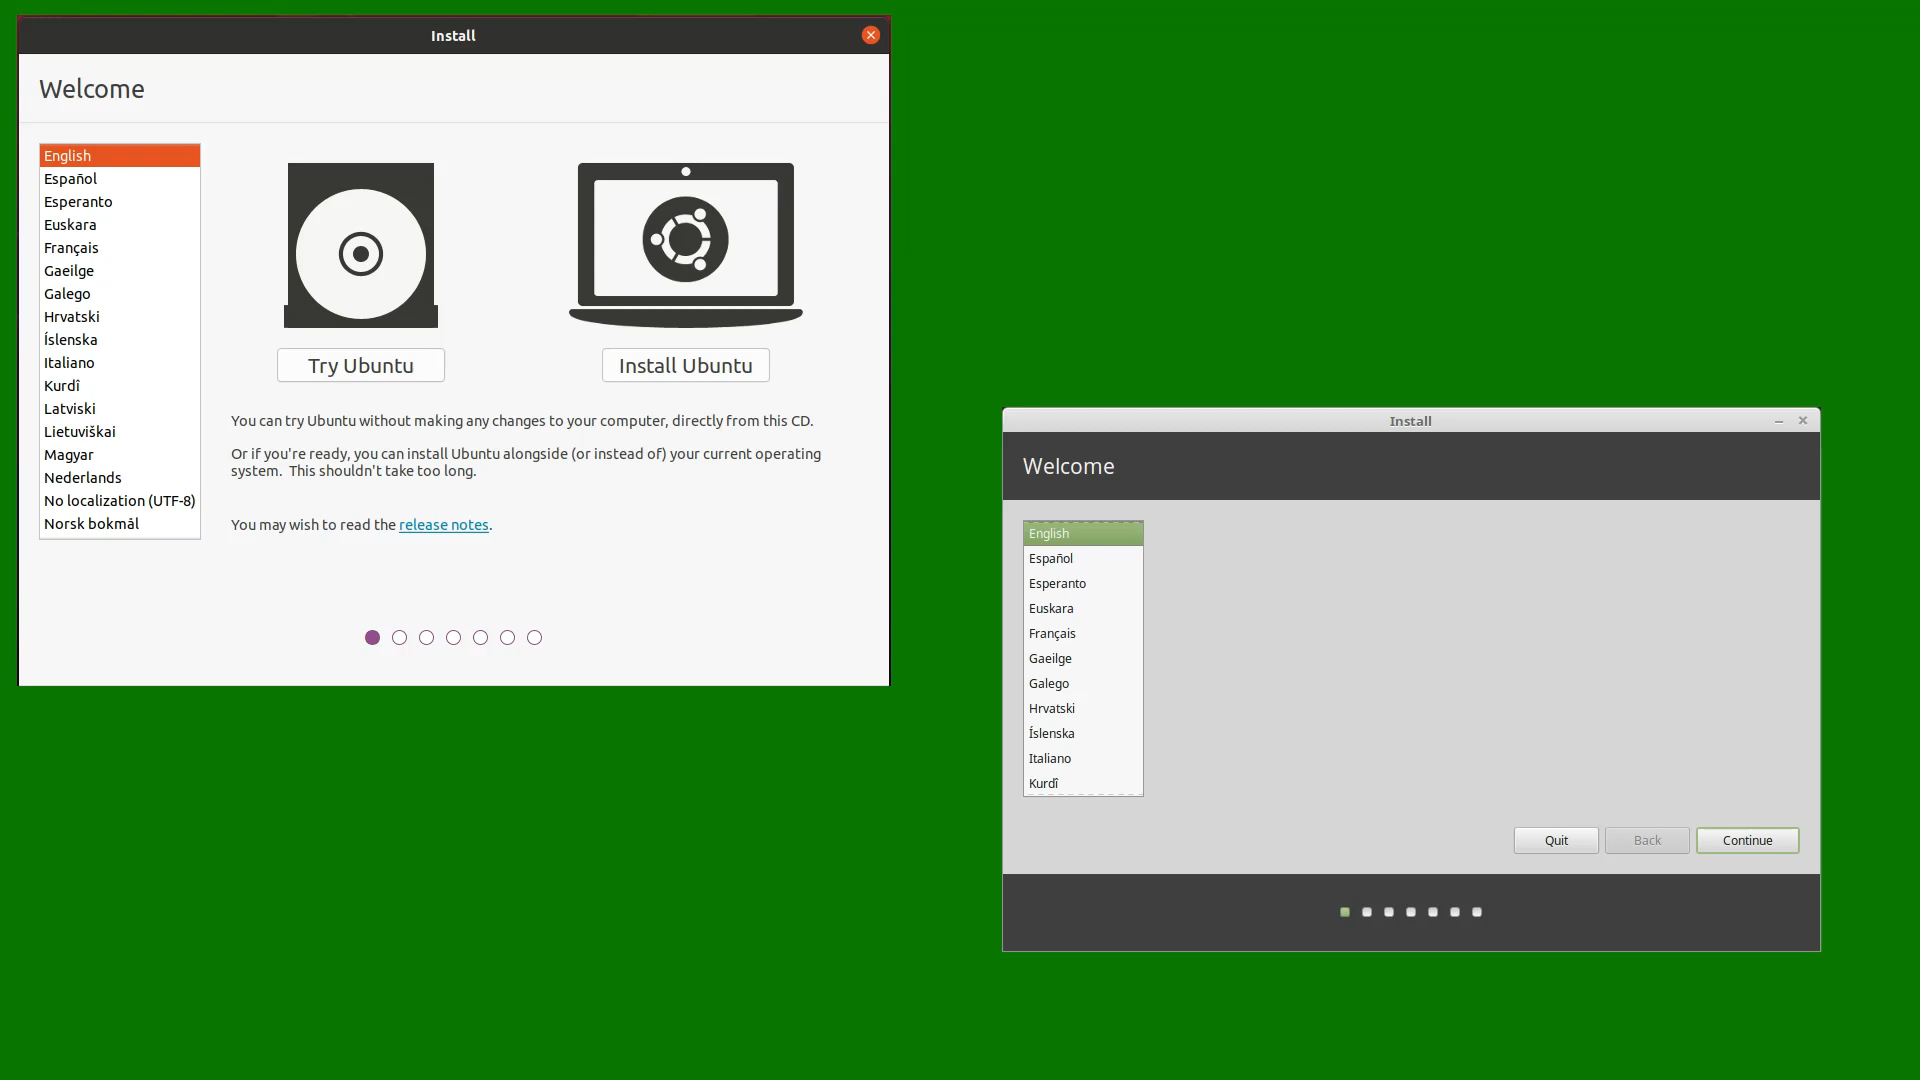 Install
Welcome
English
Español
Esperanto
Euskara
Français
Gaeilge
Galego
Hrvatski
Íslenska
Italiano
Kurdî
Latviski
Lietuviškai
Magyar
Nederlands
No localization (UTF-8)
Norsk bokmål
Try Ubuntu
Install Ubuntu
You can try Ubuntu without making any changes to your computer, directly from this CD.
Or if you're ready, you can install Ubuntu alongside (or instead of) your current operating
system.  This shouldn't take too long.
You may wish to read the release notes.
Install
Welcome
English
Español
Esperanto
Euskara
Français
Gaeilge
Galego
Hrvatski
Íslenska
Italiano
Kurdî
Quit
Back
Continue